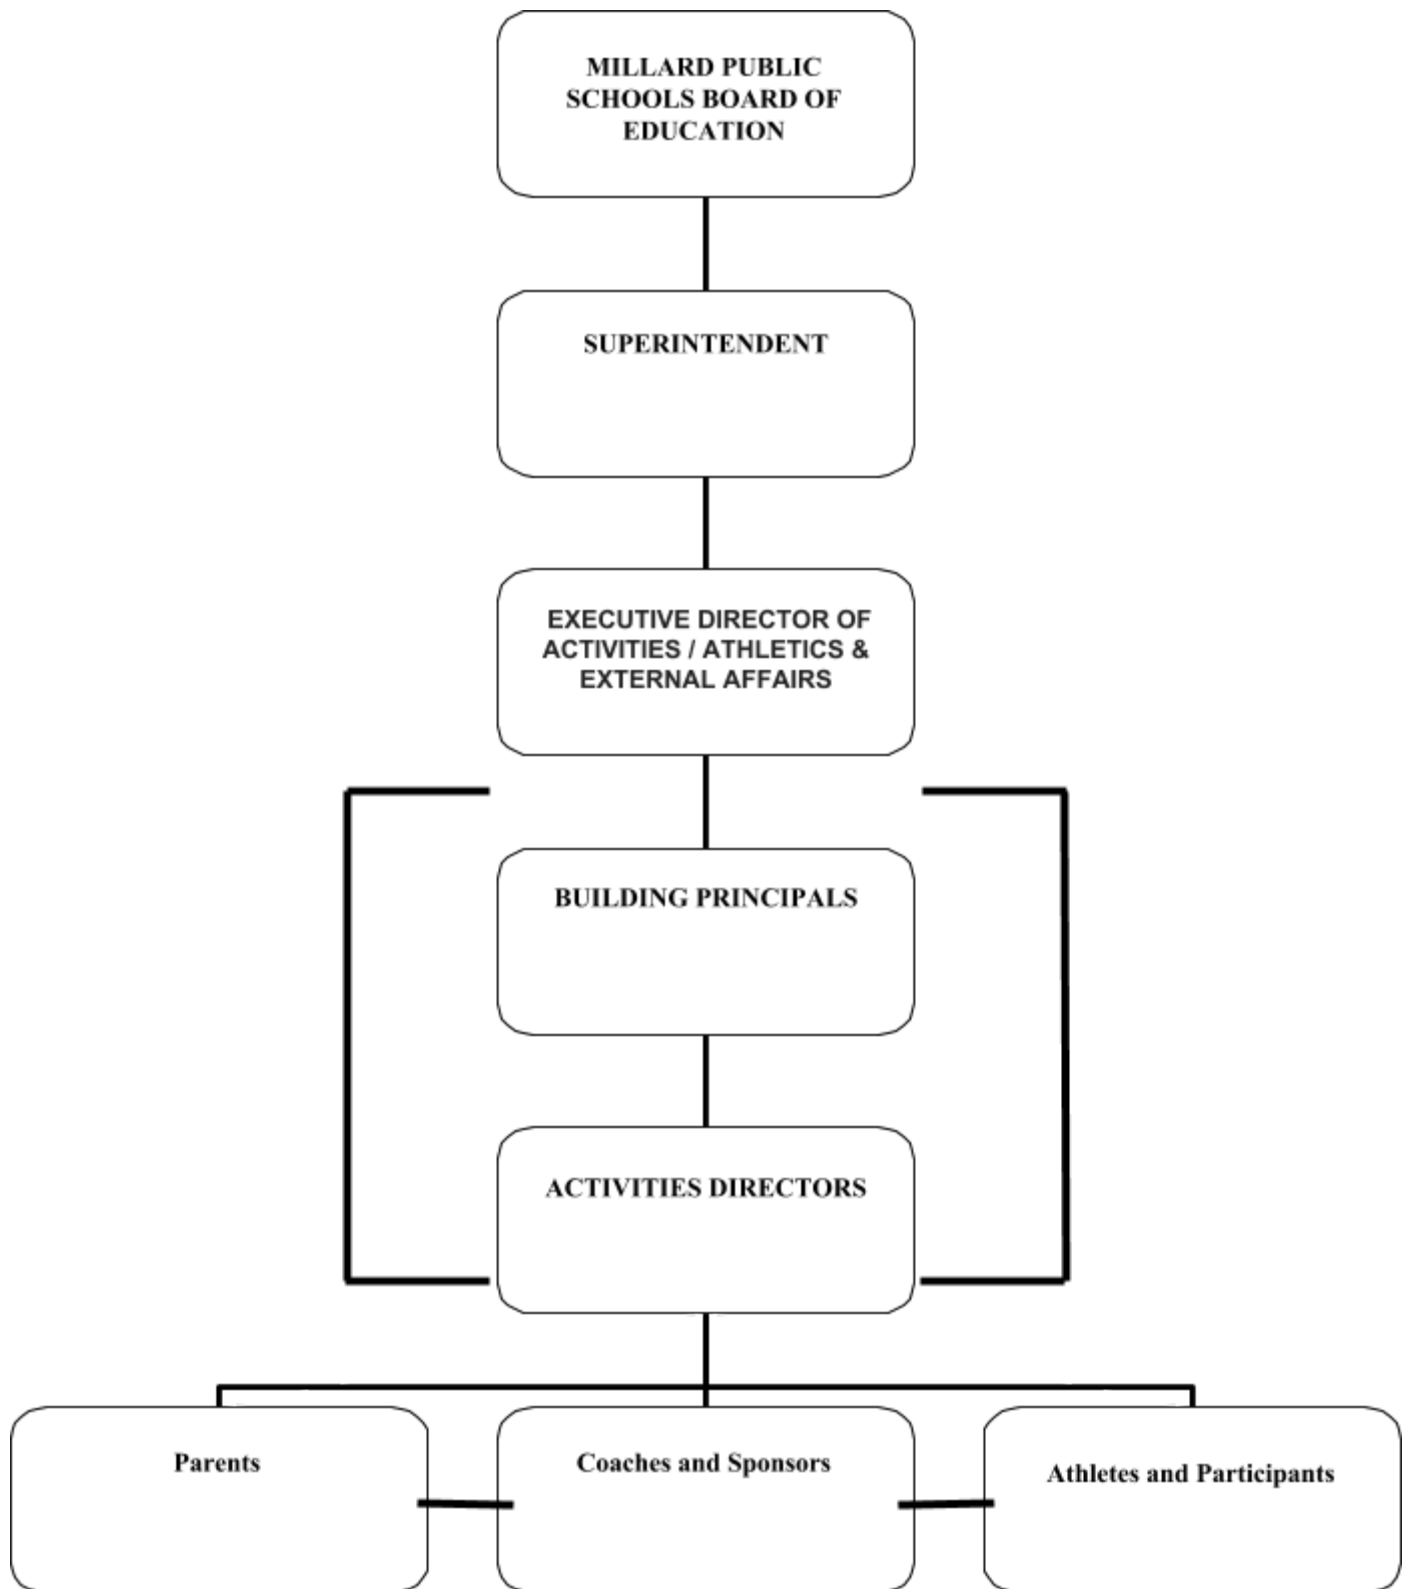 MILLARD PUBLIC
SCHOOLS BOARD OF
EDUCATION
SUPERINTENDENT
EXECUTIVE DIRECTOR OF
ACTIVITIES / ATHLETICS &
EXTERNAL AFFAIRS
BUILDING PRINCIPALS
ACTIVITIES DIRECTORS
Parents
Coaches and Sponsors
Athletes and Participants